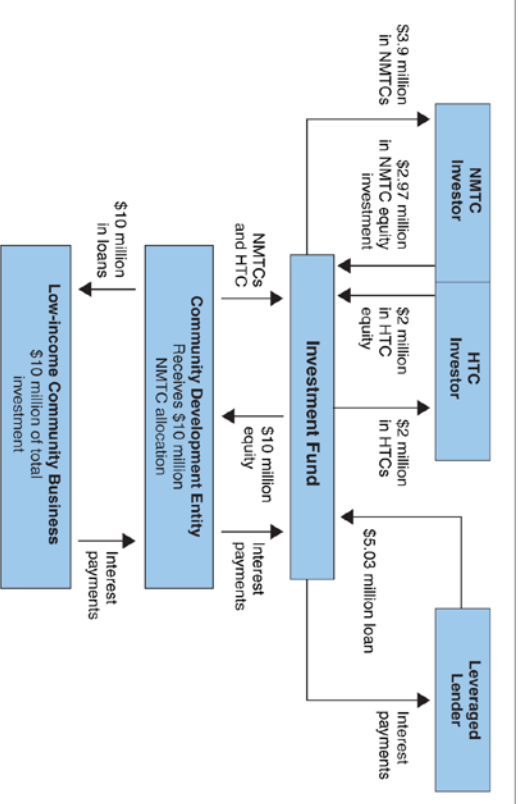 NMTC
Investor
HTC
Investor
Leveraged
Lender
$3.9 million
in NMTCs
$2.97 million
in NMTC equity
investment
$2 million
in HTC
equity
$2 million
in HTCs
$5.03 million loan
Interest
payments
Investment Fund
NMTCs
and HTC
$10 million
equity
Interest
payments
Community Development Entity
Receives $10 million
NMTC allocation
$10 million
in loans
Interest
payments
Low-income Community Business
$10 million of total
investment